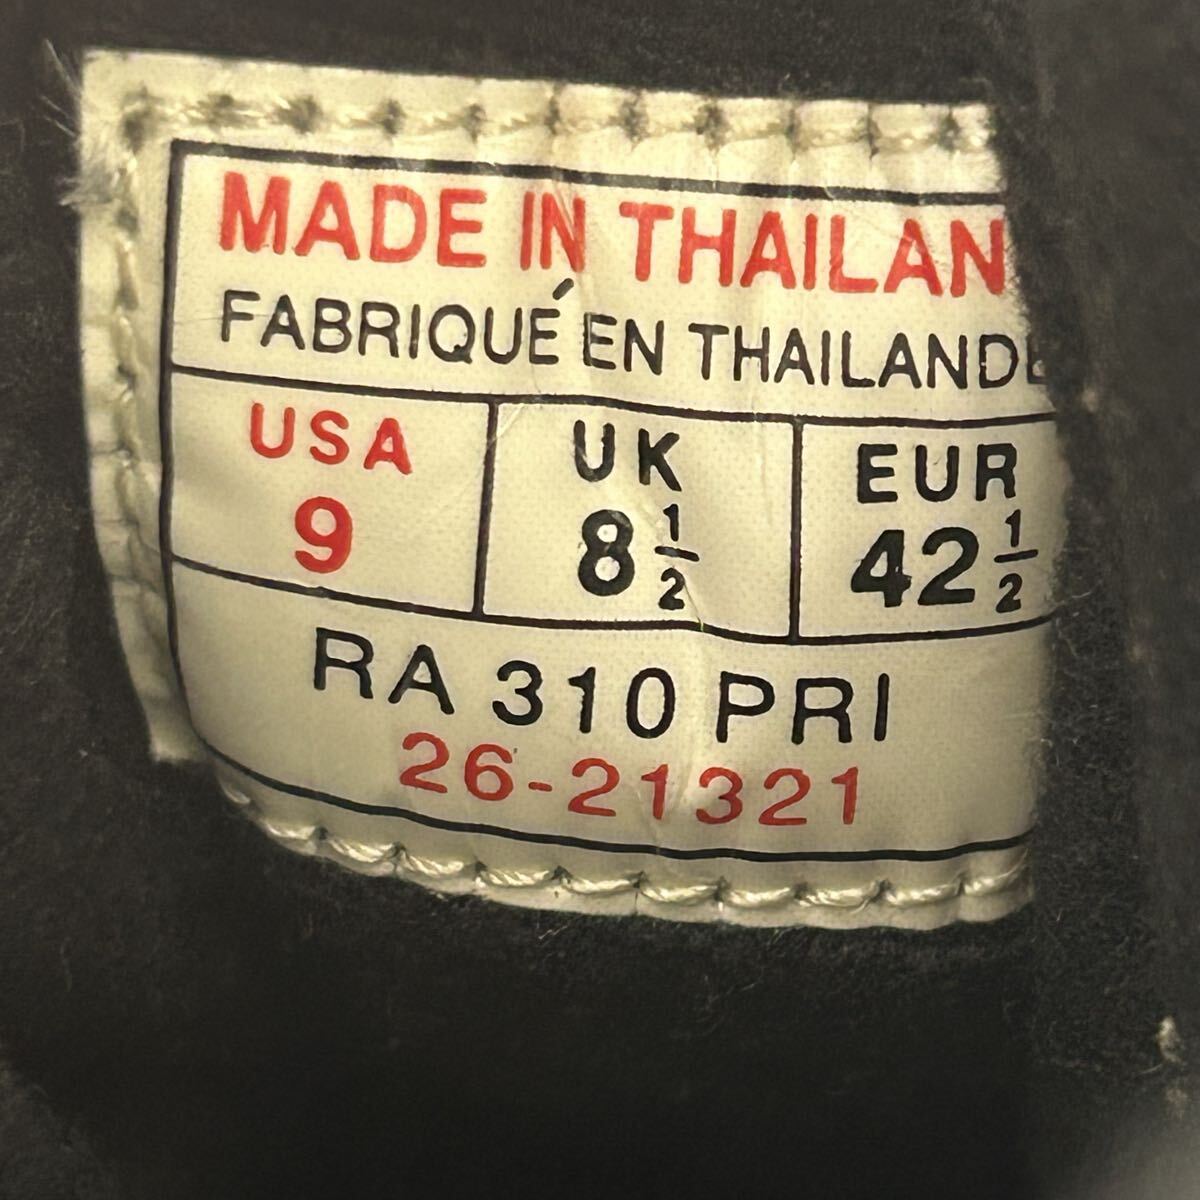 MADE IN THAILAN
FABRIQUÉ EN THAILANDE
USA UK EUR
9 8 1/2 42 1/2
RA 310 PRI
26-21321